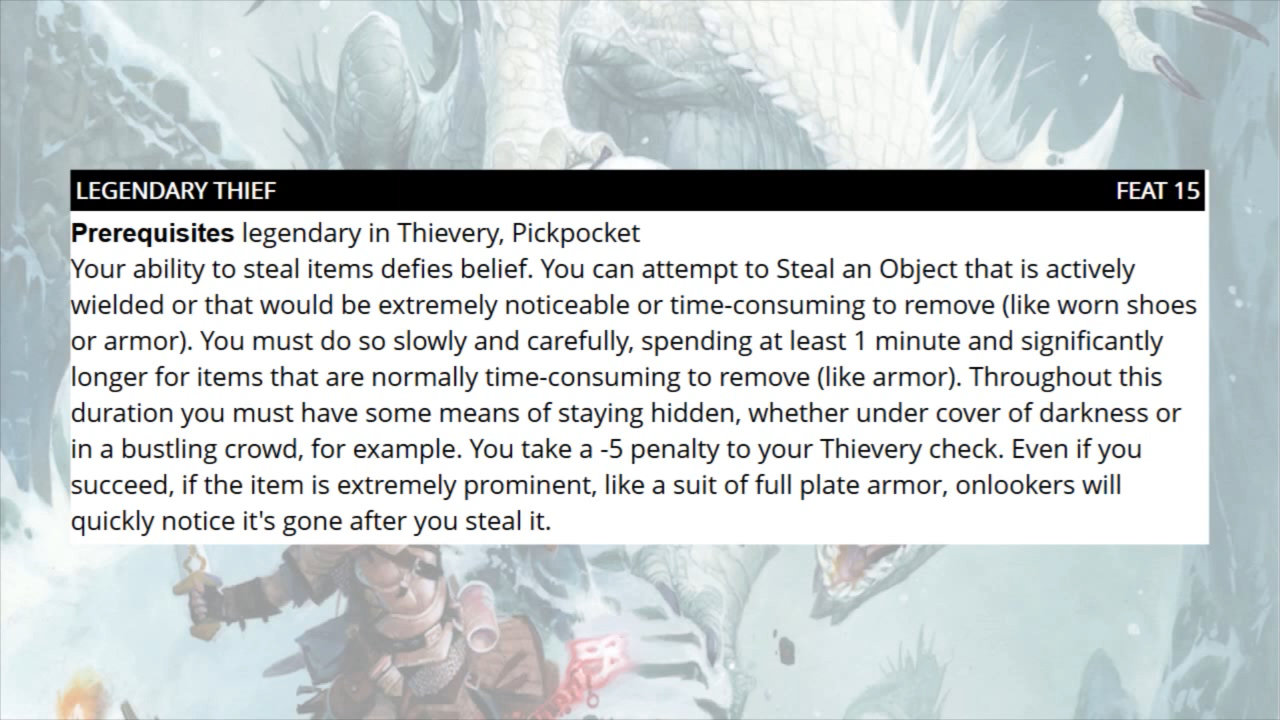 LEGENDARY THIEF FEAT 15
Prerequisites legendary in Thievery, Pickpocket
Your ability to steal items defies belief. You can attempt to Steal an Object that is actively
wielded or that would be extremely noticeable or time-consuming to remove (like worn shoes
or armor). You must do so slowly and carefully, spending at least 1 minute and significantly
longer for items that are normally time-consuming to remove (like armor). Throughout this
duration you must have some means of staying hidden, whether under cover of darkness or
in a bustling crowd, for example. You take a -5 penalty to your Thievery check. Even if you
succeed, if the item is extremely prominent, like a suit of full plate armor, onlookers will
quickly notice it's gone after you steal it.